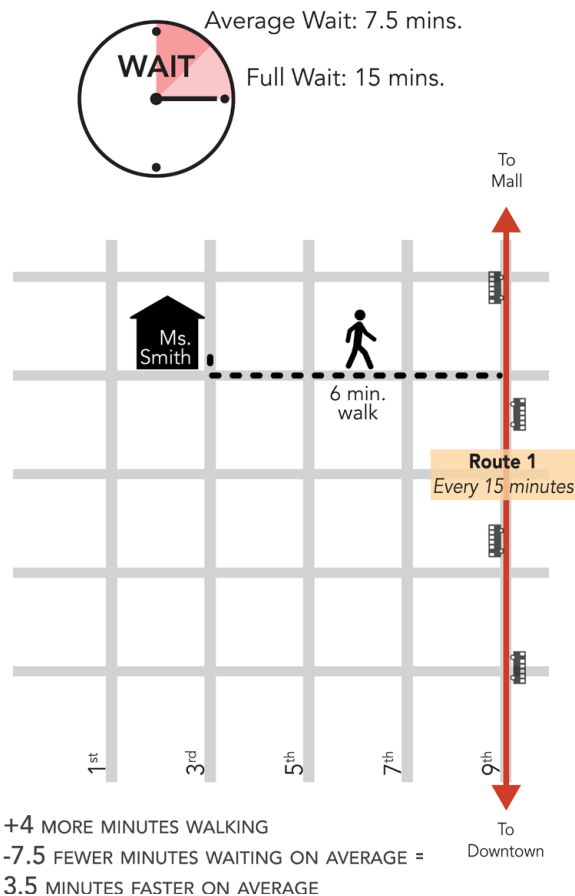 Average Wait: 7.5 mins.
WAIT
Full Wait: 15 mins.
To
Mall
Ms.
Smith
6 min.
walk
Route 1
Every 15 minutes
1st
3rd
5th
7th
9th
+4 MORE MINUTES WALKING
-7.5 FEWER MINUTES WAITING ON AVERAGE =
3.5 MINUTES FASTER ON AVERAGE
To
Downtown